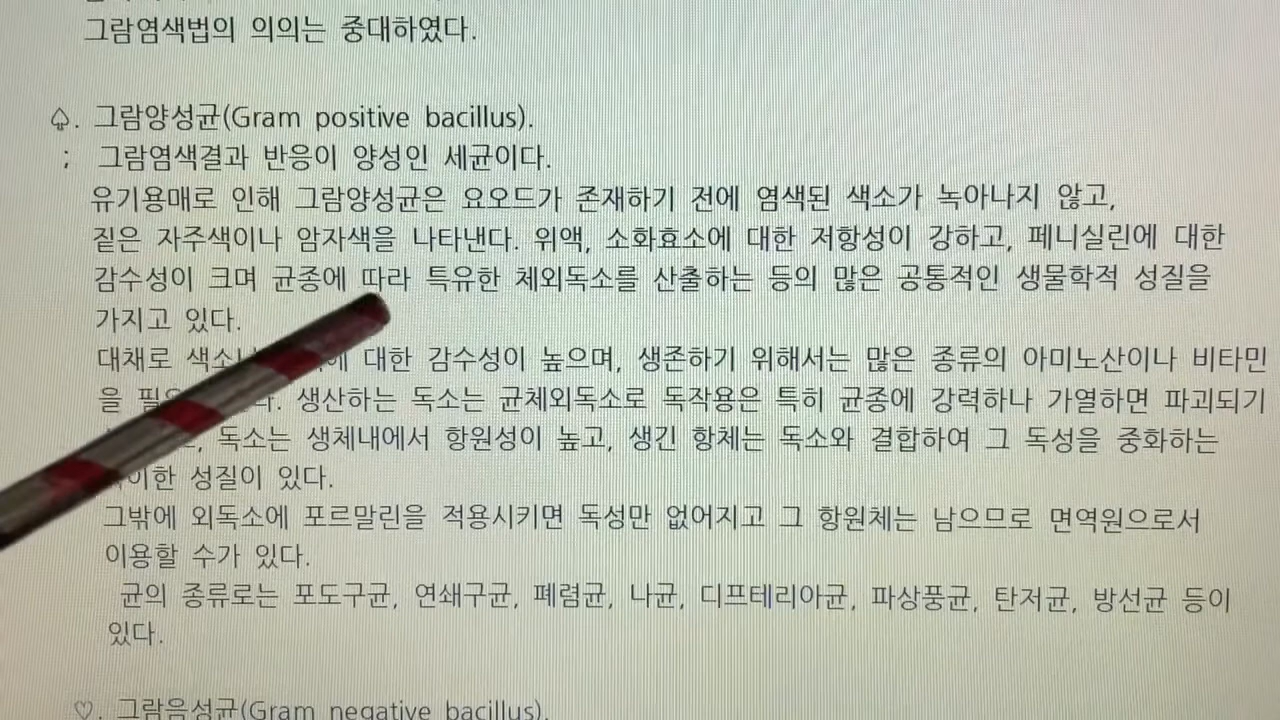 그람염색법의 의의는 중대하였다.
♤. 그람양성균(Gram positive bacillus).
; 그람염색결과 반응이 양성인 세균이다.
유기용매로 인해 그람양성균은 요오드가 존재하기 전에 염색된 색소가 녹아나지 않고,
짙은 자주색이나 암자색을 나타낸다. 위액, 소화효소에 대한 저항성이 강하고, 페니실린에 대한
감수성이 크며 균종에 따라 특유한 체외독소를 산출하는 등의 많은 공통적인 생물학적 성질을
가지고 있다.
대채로 대한 감수성이 높으며, 생존하기 위해서는 많은 종류의 아미노산이나 비타민
을 생산하는 독소는 균체외독소로 독작용은 특히 균종에 강력하나 가열하면 파괴되기
독소는 생체내에서 항원성이 높고, 생긴 항체는 독소와 결합하여 그 독성을 중화하는
성질이 있다.
그밖에 외독소에 포르말린을 적용시키면 독성만 없어지고 그 항원체는 남으므로 면역원으로서
이용할 수가 있다.
균의 종류로는 포도구균, 연쇄구균, 폐렴균, 나균, 디프테리아균, 파상풍균, 탄저균, 방선균 등이
있다.
♡. 그람음성균(Gram negative bacillus).